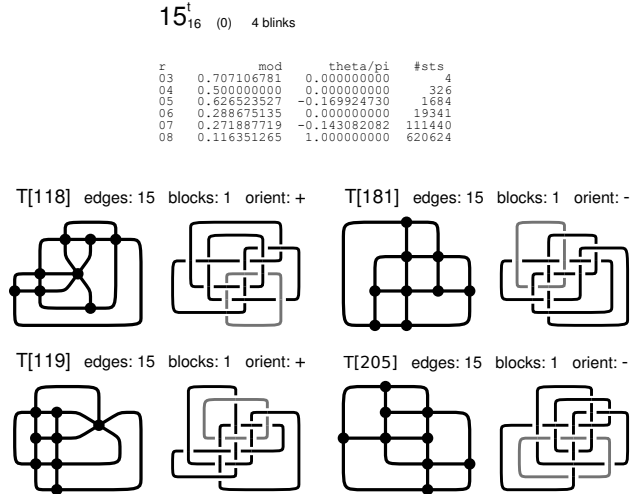 15 t 16 (0) 4 blinks
r mod theta/pi #sts
03 0.707106781 0.000000000 4
04 0.500000000 0.000000000 326
05 0.626523527 -0.169924730 1684
06 0.288675135 0.000000000 19341
07 0.271887719 -0.143082082 111440
08 0.116351265 1.000000000 620624
T[118] edges: 15 blocks: 1 orient: + T[181] edges: 15 blocks: 1 orient: -
T[119] edges: 15 blocks: 1 orient: + T[205] edges: 15 blocks: 1 orient: -